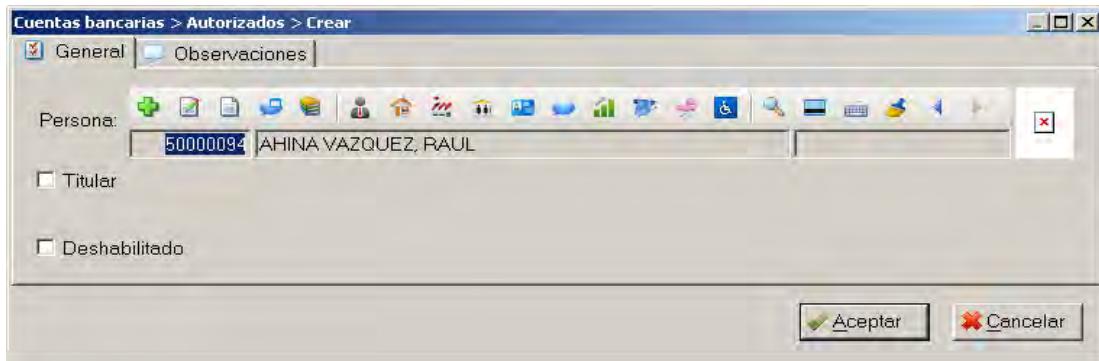 Cuentas bancarias > Autorizados > Crear
General Observaciones
Persona:
50000094 AHINA VAZQUEZ, RAUL
Titular
Deshabilitado
Aceptar Cancelar